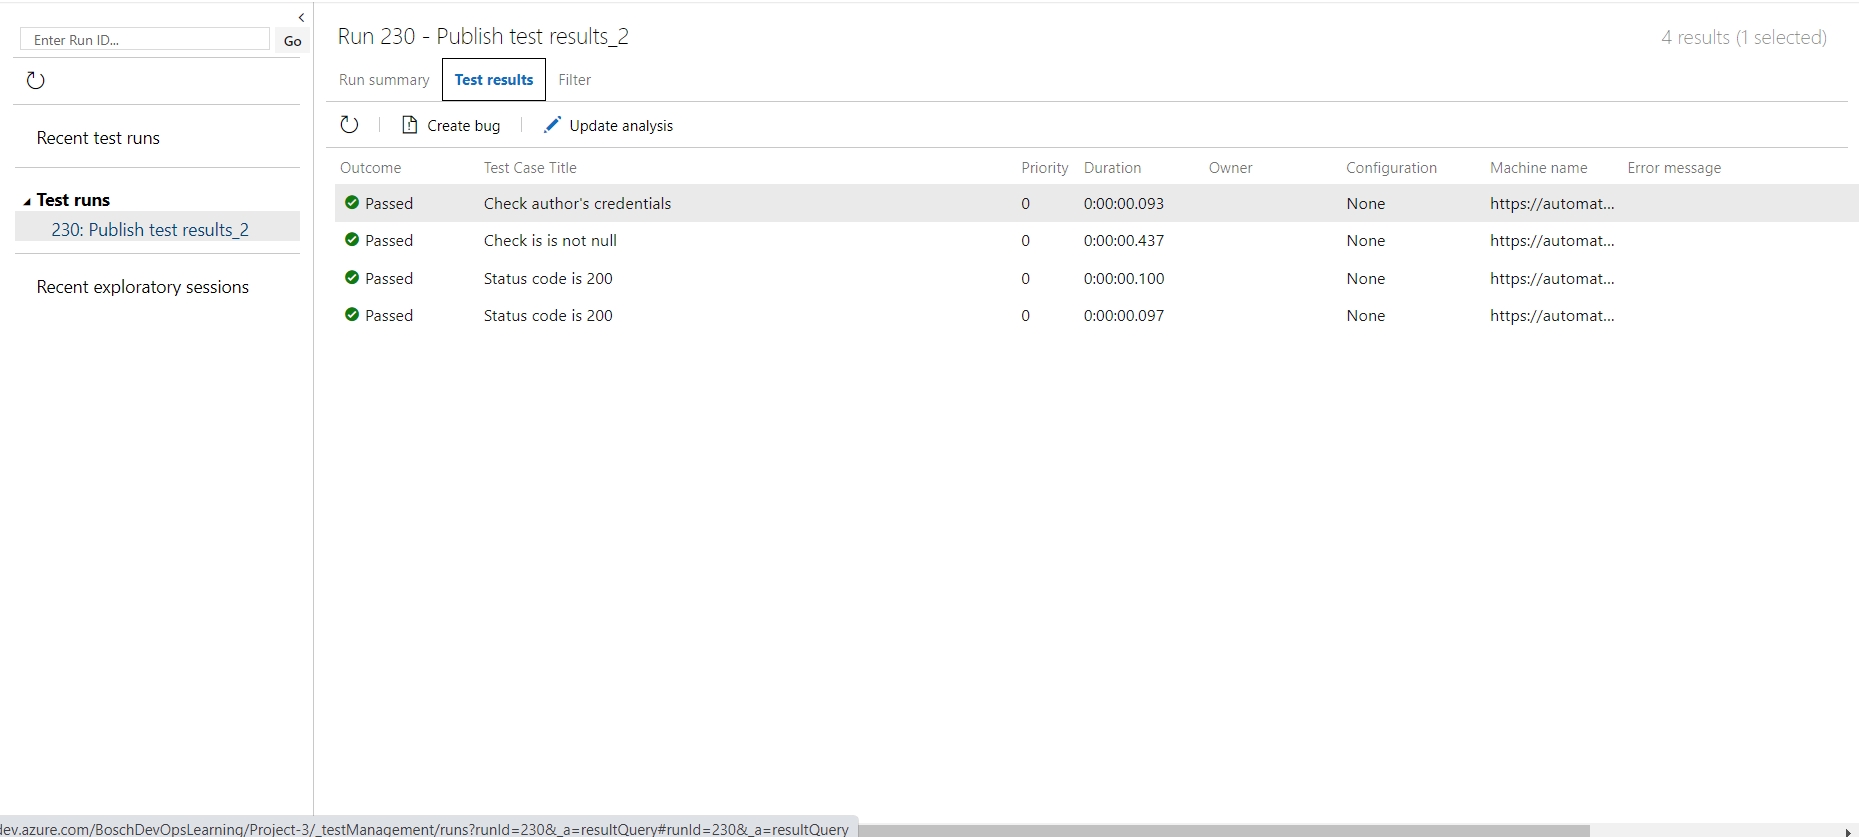 Enter Run ID...
Go
Recent test runs
Test runs
230: Publish test results_2
Recent exploratory sessions
Run 230 - Publish test results_2
4 results (1 selected)
Run summary Test results Filter
Create bug Update analysis
Outcome Test Case Title Priority Duration Owner Configuration Machine name Error message
Passed Check author's credentials 0 0:00:00.093 None https://automat...
Passed Check is is not null 0 0:00:00.437 None https://automat...
Passed Status code is 200 0 0:00:00.100 None https://automat...
Passed Status code is 200 0 0:00:00.097 None https://automat...
dev.azure.com/BoschDevOpsLearning/Project-3/_testManagement/runs?runId=230&_a=resultQuery#runId=230&_a=resultQuery